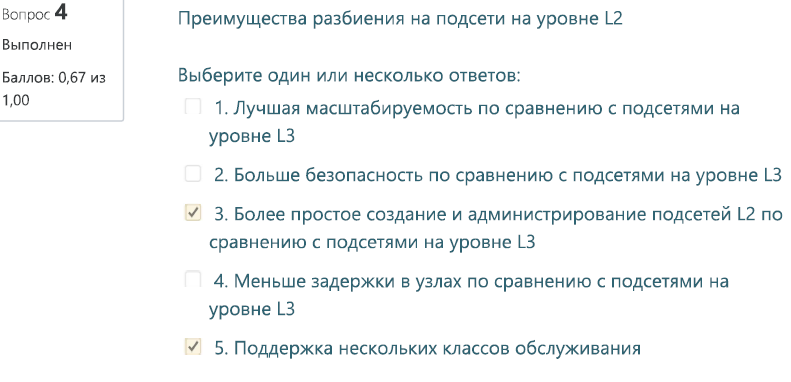 Вопрос 4
Выполнен
Баллов: 0,67 из
1,00
Преимущества разбиения на подсети на уровне L2
Выберите один или несколько ответов:
1. Лучшая масштабируемость по сравнению с подсетями на
уровне L3
2. Больше безопасность по сравнению с подсетями на уровне L3
3. Более простое создание и администрирование подсетей L2 по
сравнению с подсетями на уровне L3
4. Меньше задержки в узлах по сравнению с подсетями на
уровне L3
5. Поддержка нескольких классов обслуживания